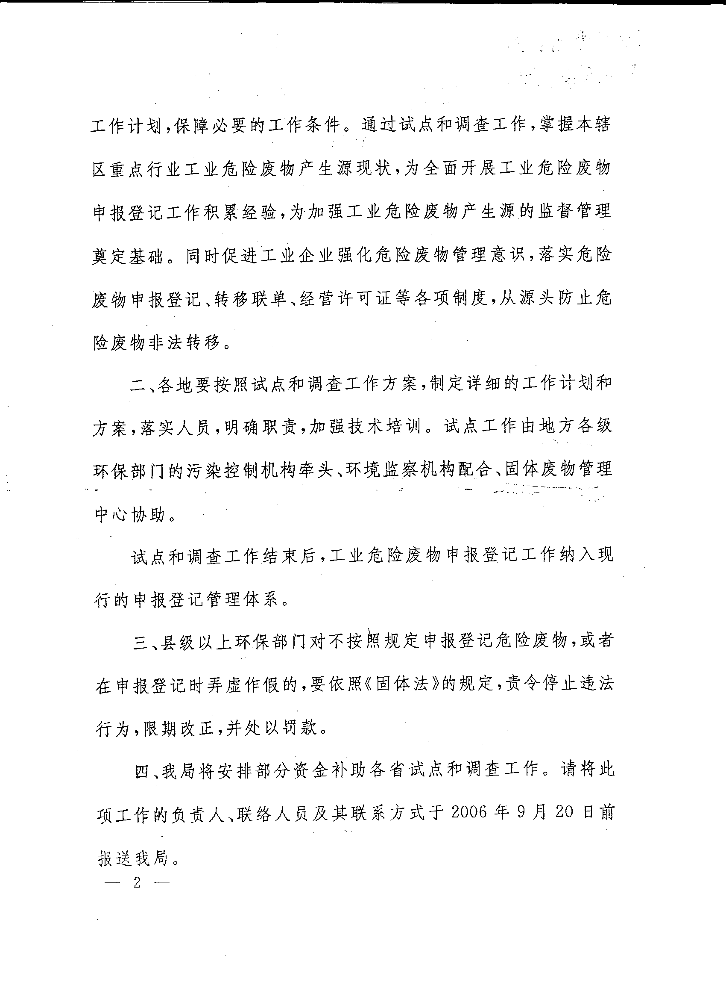 工作计划,保障必要的工作条件。通过试点和调查工作,掌握本辖
区重点行业工业危险废物产生源现状,为全面开展工业危险废物
申报登记工作积累经验,为加强工业危险废物产生源的监督管理
奠定基础。同时促进工业企业强化危险废物管理意识,落实危险
废物申报登记、转移联单、经营许可证等各项制度,从源头防止危
险废物非法转移。
二、各地要按照试点和调查工作方案,制定详细的工作计划和
方案,落实人员,明确职责,加强技术培训。试点工作由地方各级
环保部门的污染控制机构牵头、环境监察机构配合、固体废物管理
中心协助。
试点和调查工作结束后,工业危险废物申报登记工作纳入现
行的申报登记管理体系。
三、县级以上环保部门对不按照规定申报登记危险废物,或者
在申报登记时弄虚作假的,要依照《固体法》的规定,责令停止违法
行为,限期改正,并处以罚款。
四、我局将安排部分资金补助各省试点和调查工作。请将此
项工作的负责人、联络人员及其联系方式于 2006 年 9 月 20 日前
报送我局。
— 2 —